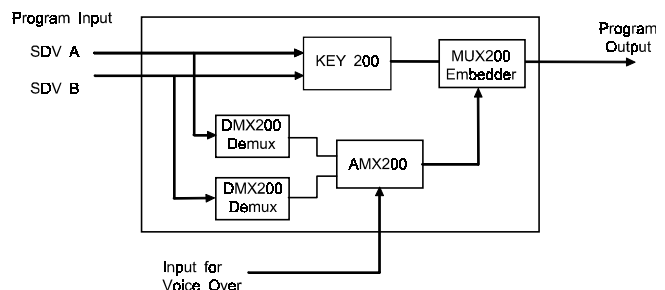 Program Input
SDV A
SDV B
KEY 200
MUX200
Embedder
Program
Output
DMX200
Demux
AMX200
DMX200
Demux
Input for
Voice Over